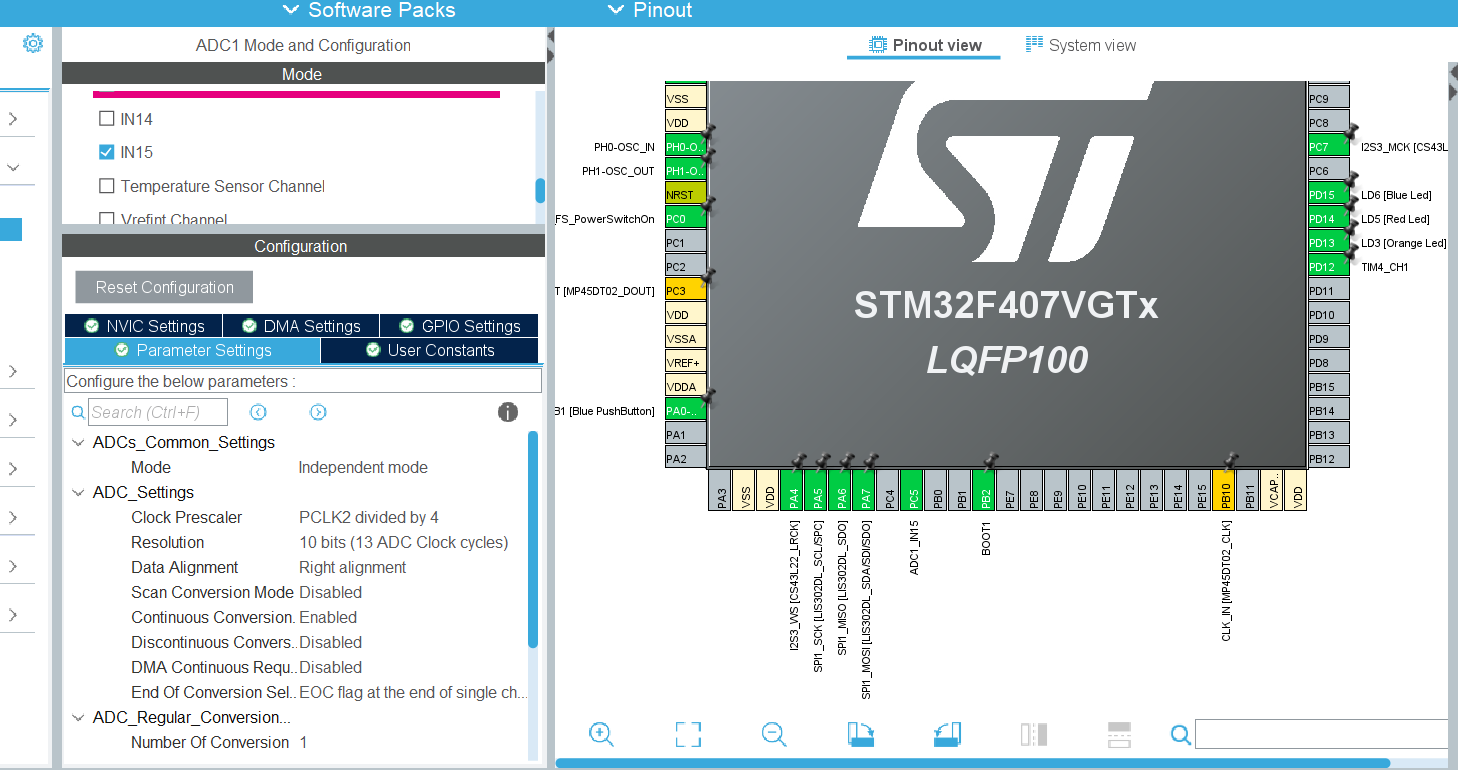 Software Packs
Pinout
ADC1 Mode and Configuration
Mode
IN14
IN15
Temperature Sensor Channel
Vrefint Channel
Configuration
Reset Configuration
NVIC Settings
DMA Settings
GPIO Settings
Parameter Settings
User Constants
Configure the below parameters :
Search (Ctrl+F)
ADCs_Common_Settings
Mode Independent mode
ADC_Settings
Clock Prescaler PCLK2 divided by 4
Resolution 10 bits (13 ADC Clock cycles)
Data Alignment Right alignment
Scan Conversion Mode Disabled
Continuous Conversion. Enabled
Discontinuous Convers.. Disabled
DMA Continuous Requ.. Disabled
End Of Conversion Sel.. EOC flag at the end of single ch...
ADC_Regular_Conversion...
Number Of Conversion 1
Pinout view
System view
VSS
VDD
PH0-OSC_IN PH0-O..
PH1-OSC_OUT PH1-O..
NRST
_FS_PowerSwitchOn PC0
PC1
PC2
T [MP45DT02_DOUT] PC3
VDD
VSSA
VREF+
VDDA
B1 [Blue PushButton] PA0-..
PA1
PA2
ST
STM32F407VGTx
LQFP100
PC9
PC8
PC7 I2S3_MCK [CS43L
PC6
PD15 LD6 [Blue Led]
PD14 LD5 [Red Led]
PD13 LD3 [Orange Led]
PD12 TIM4_CH1
PD11
PD10
PD9
PD8
PB15
PB14
PB13
PB12
PA3
VSS
VDD
PA4
PA5
PA6
PA7
PC4
PC5
PB0
PB1
PB2
PE7
PE8
PE9
PE10
PE11
PE12
PE13
PE14
PE15
PB10
PB11
VCAP..
VDD
I2S3_WS [CS43L22_LRCK]
SPI1_SCK [LIS302DL_SCL/SPC]
SPI1_MISO [LIS302DL_SDO]
SPI1_MOSI [LIS302DL_SDA/SDI/SDO]
ADC1_IN15
BOOT1
CLK_IN [MP45DT02_CLK]